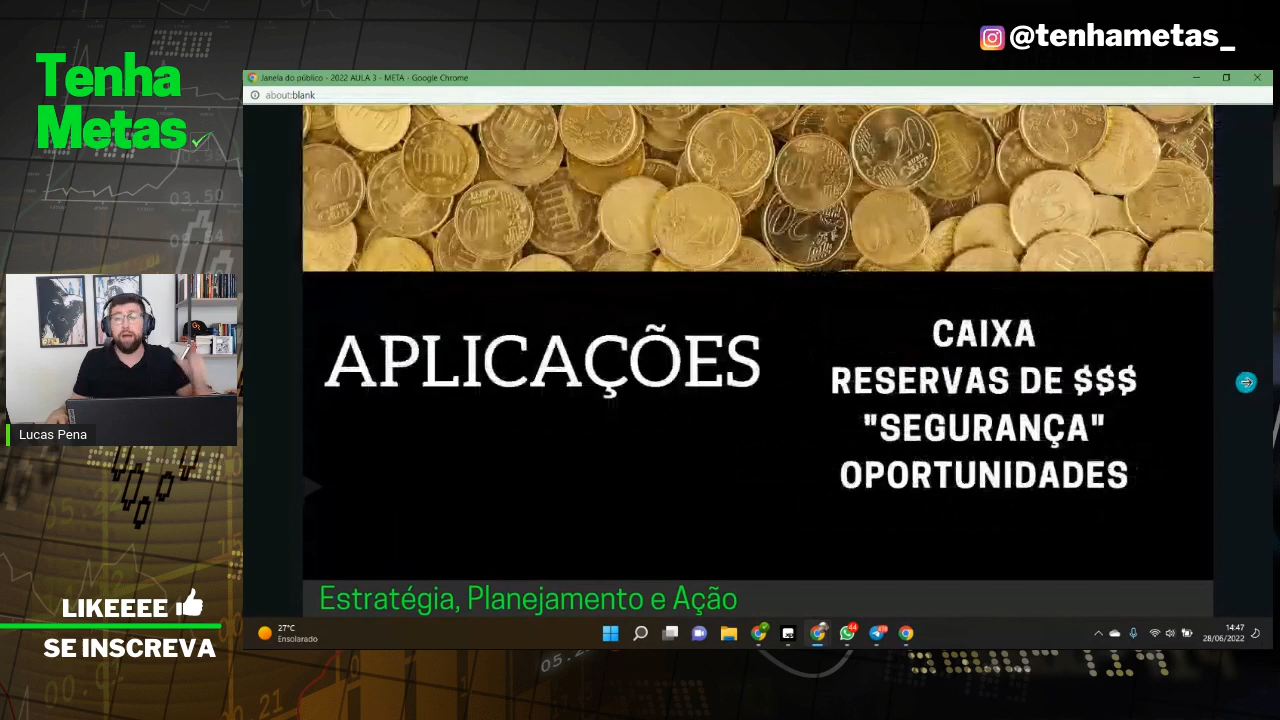 @tenhametas_
Tenha
Metas
Janela do público - 2022 AULA 3 - META - Google Chrome
about:blank
APLICAÇÕES
CAIXA
RESERVAS DE $$$
"SEGURANÇA"
OPORTUNIDADES
Lucas Pena
Estratégia, Planejamento e Ação
LIKEEEE
SE INSCREVA
27°C
Ensolarado
44
14:47
28/06/2022